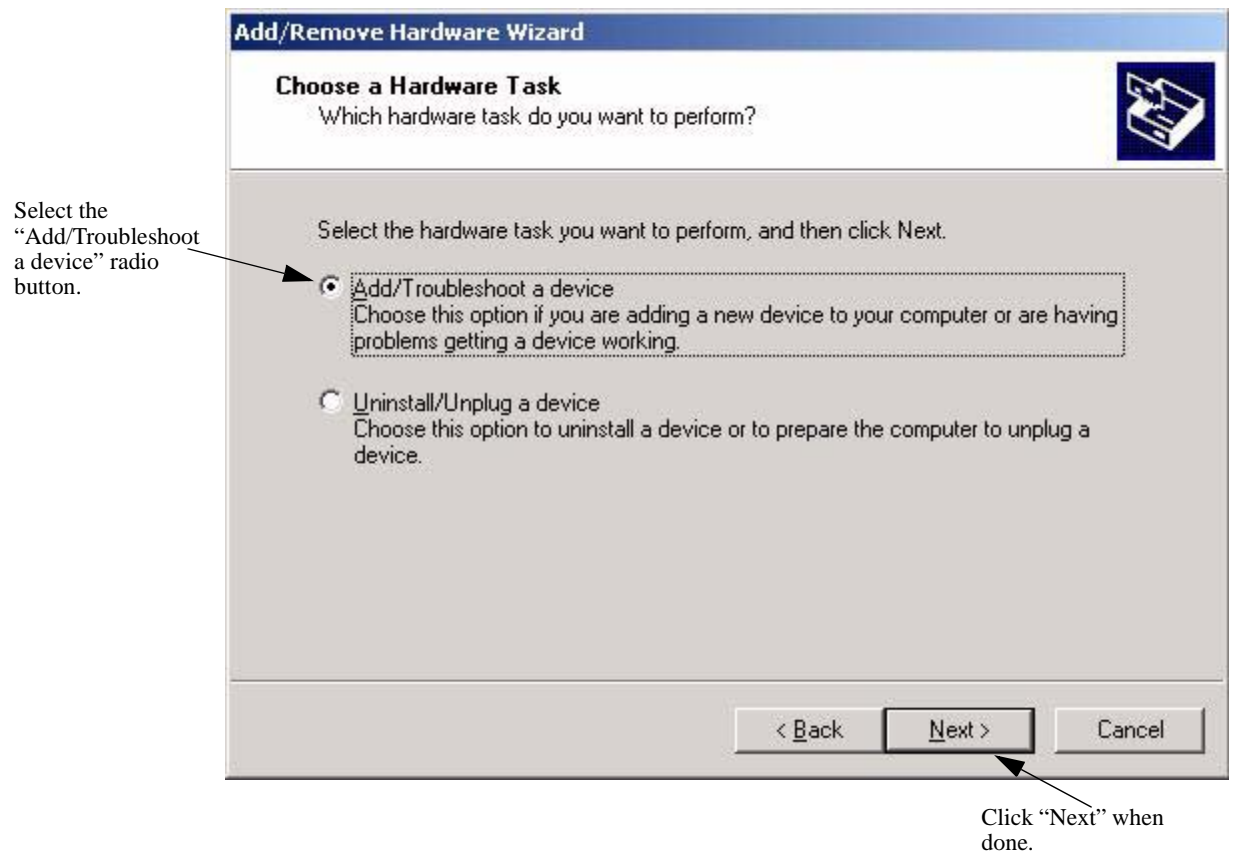 Add/Remove Hardware Wizard
Choose a Hardware Task
Which hardware task do you want to perform?
Select the
“Add/Troubleshoot
a device” radio
button.
Select the hardware task you want to perform, and then click Next.
Add/Troubleshoot a device
Choose this option if you are adding a new device to your computer or are having
problems getting a device working.
Uninstall/Unplug a device
Choose this option to uninstall a device or to prepare the computer to unplug a
device.
< Back
Next >
Cancel
Click “Next” when
done.